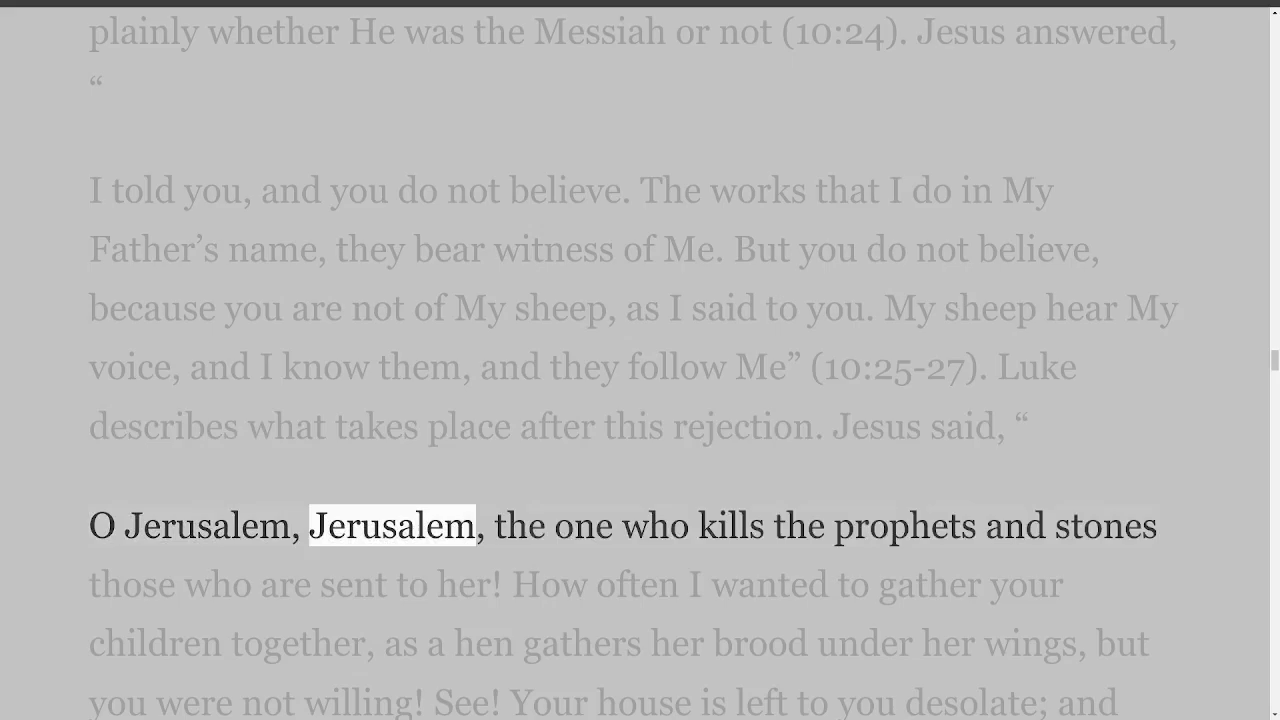 plainly whether He was the Messiah or not (10:24). Jesus answered,
“
I told you, and you do not believe. The works that I do in My
Father’s name, they bear witness of Me. But you do not believe,
because you are not of My sheep, as I said to you. My sheep hear My
voice, and I know them, and they follow Me” (10:25-27). Luke
describes what takes place after this rejection. Jesus said, “
O Jerusalem, Jerusalem, the one who kills the prophets and stones
those who are sent to her! How often I wanted to gather your
children together, as a hen gathers her brood under her wings, but
you were not willing! See! Your house is left to you desolate; and